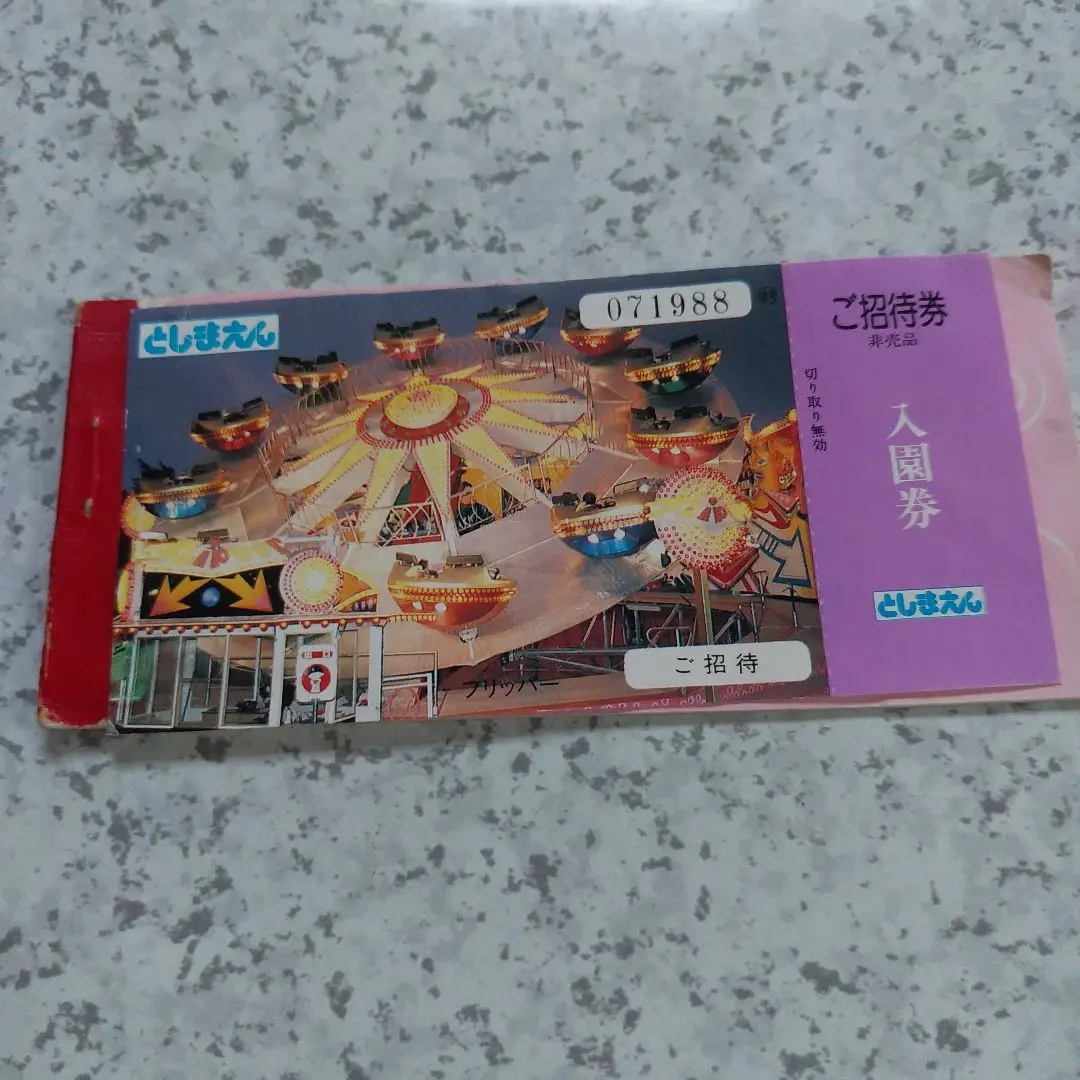 としまえん
071988
フリッパー
ご招待
ご招待券
非売品
切り取り無効
入園券
としまえん